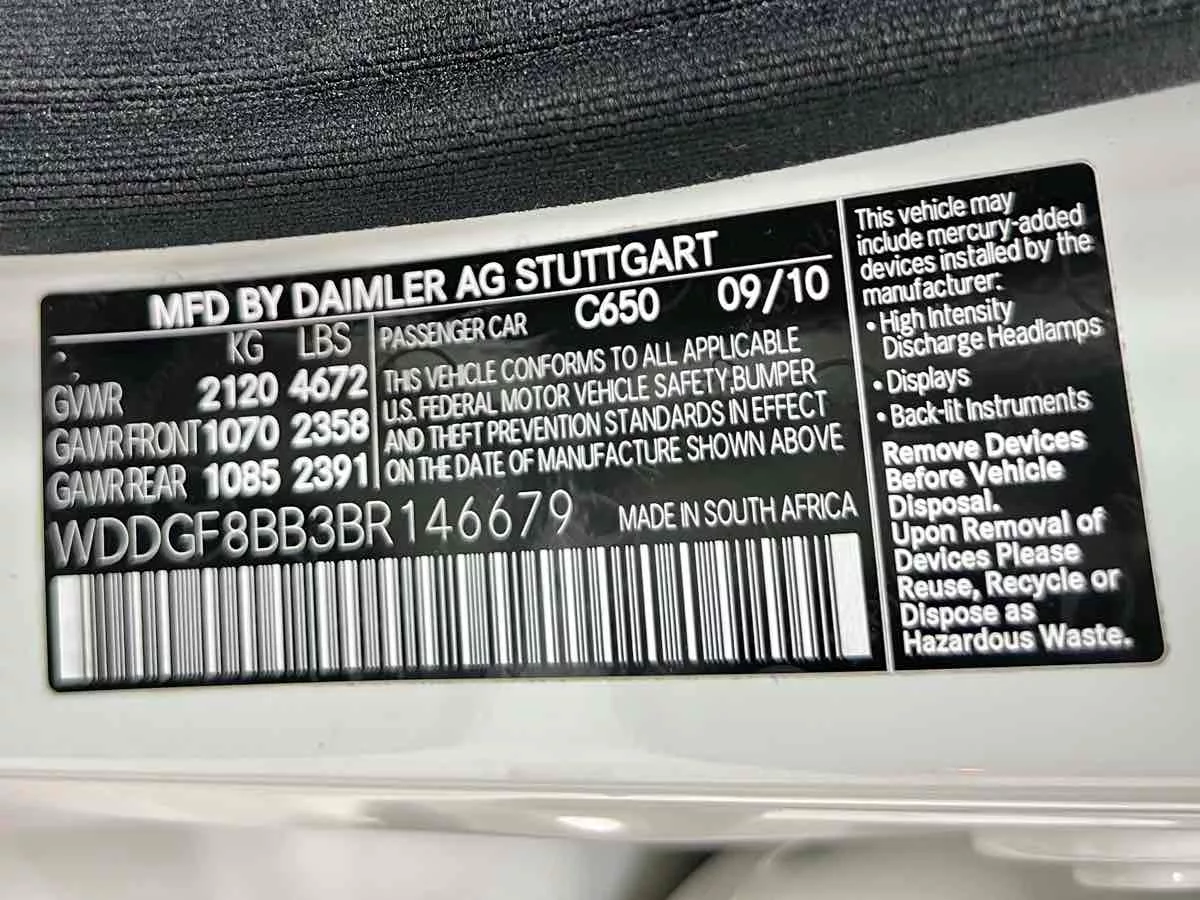 MFD BY DAIMLER AG STUTTGART
KG LBS
GVWR 2120 4672
GAWR FRONT 1070 2358
GAWR REAR 1085 2391
PASSENGER CAR C650 09/10
THIS VEHICLE CONFORMS TO ALL APPLICABLE
U.S. FEDERAL MOTOR VEHICLE SAFETY,BUMPER
AND THEFT PREVENTION STANDARDS IN EFFECT
ON THE DATE OF MANUFACTURE SHOWN ABOVE
WDDGF8BB3BR146679 MADE IN SOUTH AFRICA
This vehicle may
include mercury-added
devices installed by the
manufacturer:
• High Intensity
Discharge Headlamps
• Displays
• Back-lit Instruments
Remove Devices
Before Vehicle
Disposal.
Upon Removal of
Devices Please
Reuse, Recycle or
Dispose as
Hazardous Waste.